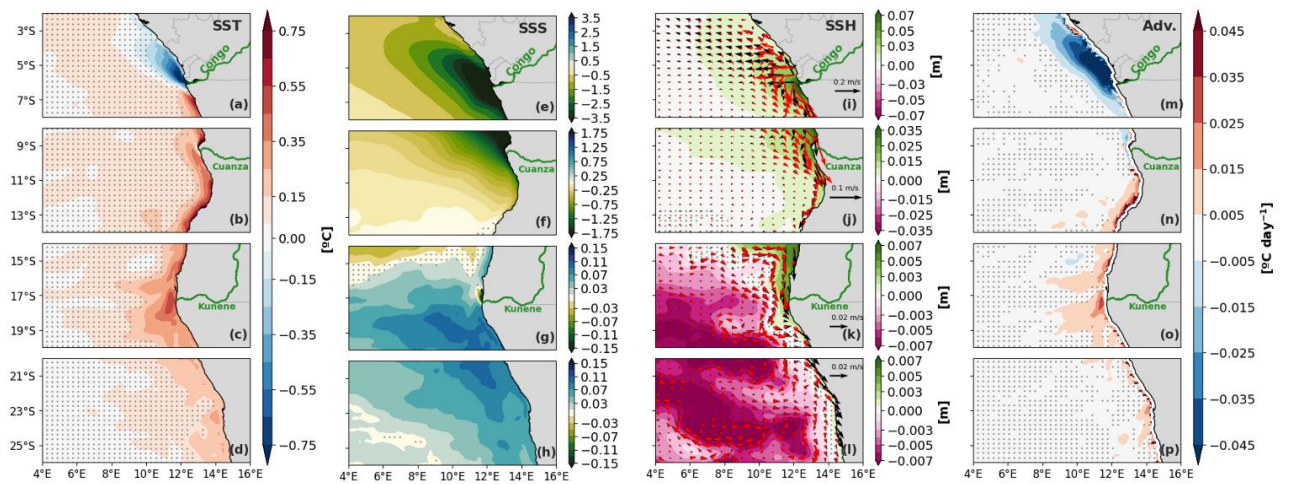 SST
SSS
SSH
Adv.
3°S
5°S
7°S
Congo
(a)
Congo
(e)
Congo
0.2 m/s
(i)
Congo
(m)
9°S
11°S
13°S
Cuanza
(b)
Cuanza
(f)
Cuanza
0.1 m/s
(j)
Cuanza
(n)
15°S
17°S
19°S
Kunene
(c)
Kunene
(g)
Kunene
0.02 m/s
(k)
Kunene
(o)
21°S
23°S
25°S
(d)
(h)
0.02 m/s
(l)
(p)
4°E 6°E 8°E 10°E 12°E 14°E 16°E
4°E 6°E 8°E 10°E 12°E 14°E 16°E
4°E 6°E 8°E 10°E 12°E 14°E 16°E
4°E 6°E 8°E 10°E 12°E 14°E 16°E
0.75
0.55
0.35
0.15
0.00
−0.15
−0.35
−0.55
−0.75
[ºC]
3.5
2.5
1.5
0.5
−0.5
−1.5
−2.5
−3.5
1.75
1.25
0.75
0.25
−0.25
−0.75
−1.25
−1.75
0.15
0.11
0.07
0.03
−0.03
−0.07
−0.11
−0.15
0.15
0.11
0.07
0.03
−0.03
−0.07
−0.11
−0.15
0.07
0.05
0.03
0.00
−0.03
−0.05
−0.07
[m]
0.035
0.025
0.015
0.000
−0.015
−0.025
−0.035
[m]
0.007
0.005
0.003
0.000
−0.003
−0.005
−0.007
[m]
0.007
0.005
0.003
0.000
−0.003
−0.005
−0.007
[m]
0.045
0.035
0.025
0.015
0.005
−0.005
−0.015
−0.025
−0.035
−0.045
[ºC day⁻¹]